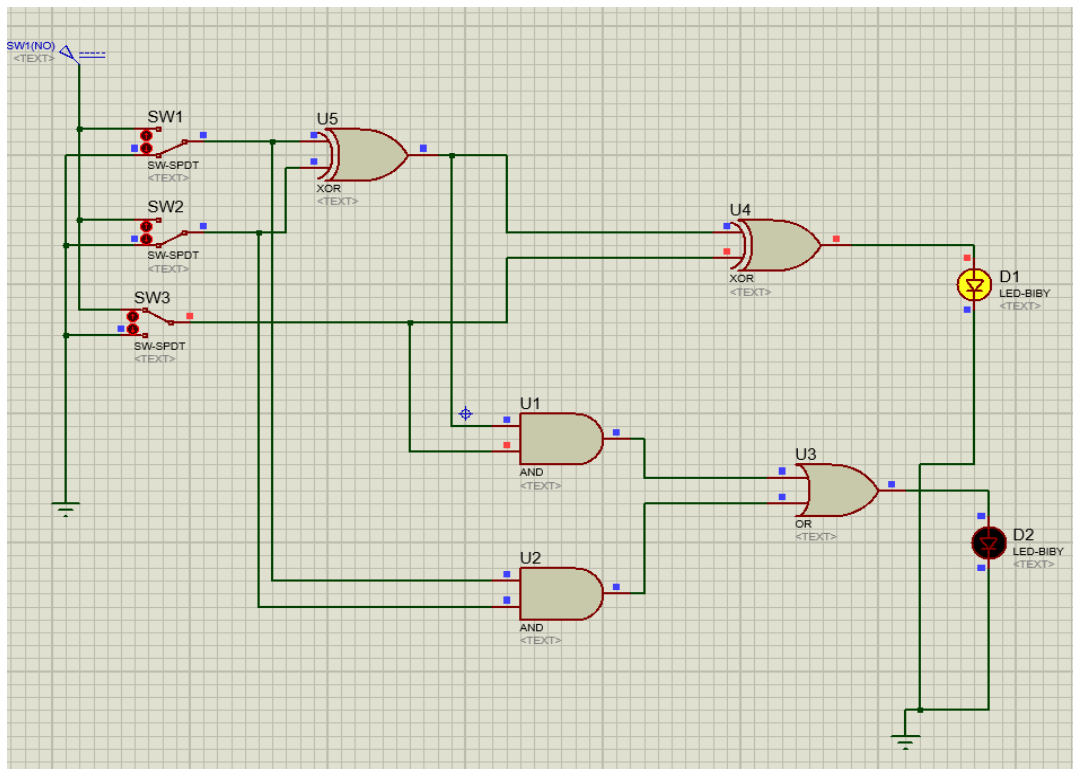 SW1(NO)
<TEXT>
SW1
SW-SPDT
<TEXT>
U5
XOR
<TEXT>
SW2
SW-SPDT
<TEXT>
U4
XOR
<TEXT>
D1
LED-BIBY
<TEXT>
SW3
SW-SPDT
<TEXT>
U1
AND
<TEXT>
U3
OR
<TEXT>
D2
LED-BIBY
<TEXT>
U2
AND
<TEXT>